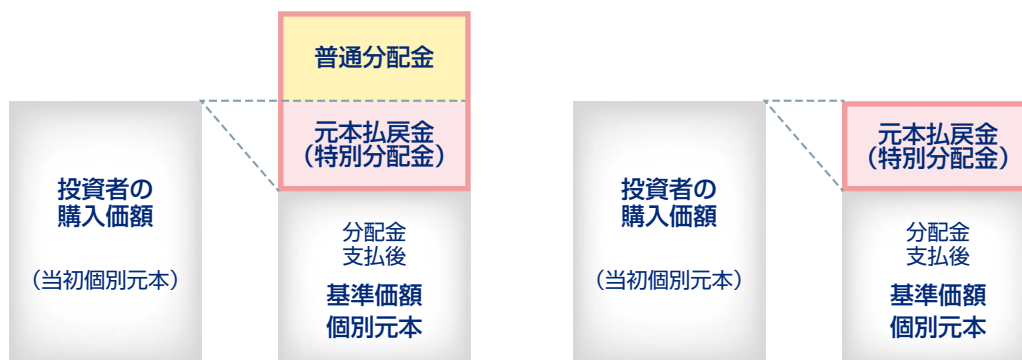 普通分配金
元本払戻金
(特別分配金)
投資者の
購入価額
(当初個別元本)
分配金
支払後
基準価額
個別元本
元本払戻金
(特別分配金)
投資者の
購入価額
(当初個別元本)
分配金
支払後
基準価額
個別元本